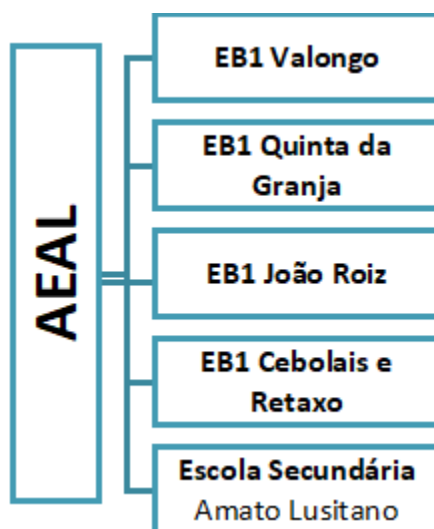 AEAL
EB1 Valongo
EB1 Quinta da
Granja
EB1 João Roiz
EB1 Cebolais e
Retaxo
Escola Secundária
Amato Lusitano